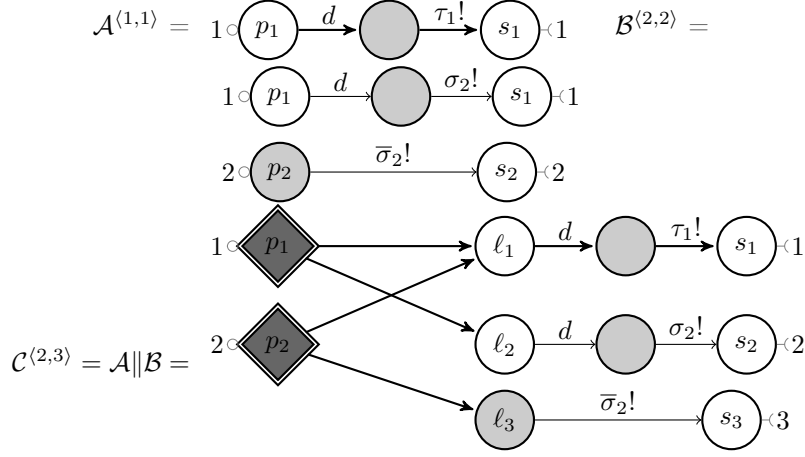 𝒜⟨1,1⟩ = 1 p₁ d τ₁! s₁ 1 ℬ⟨2,2⟩ =
1 p₁ d σ₂! s₁ 1
2 p₂ σ̅₂! s₂ 2
1 p₁ ℓ₁ d τ₁! s₁ 1
2 p₂ ℓ₂ d σ₂! s₂ 2
𝒞⟨2,3⟩ = 𝒜‖ℬ =
ℓ₃ σ̅₂! s₃ 3